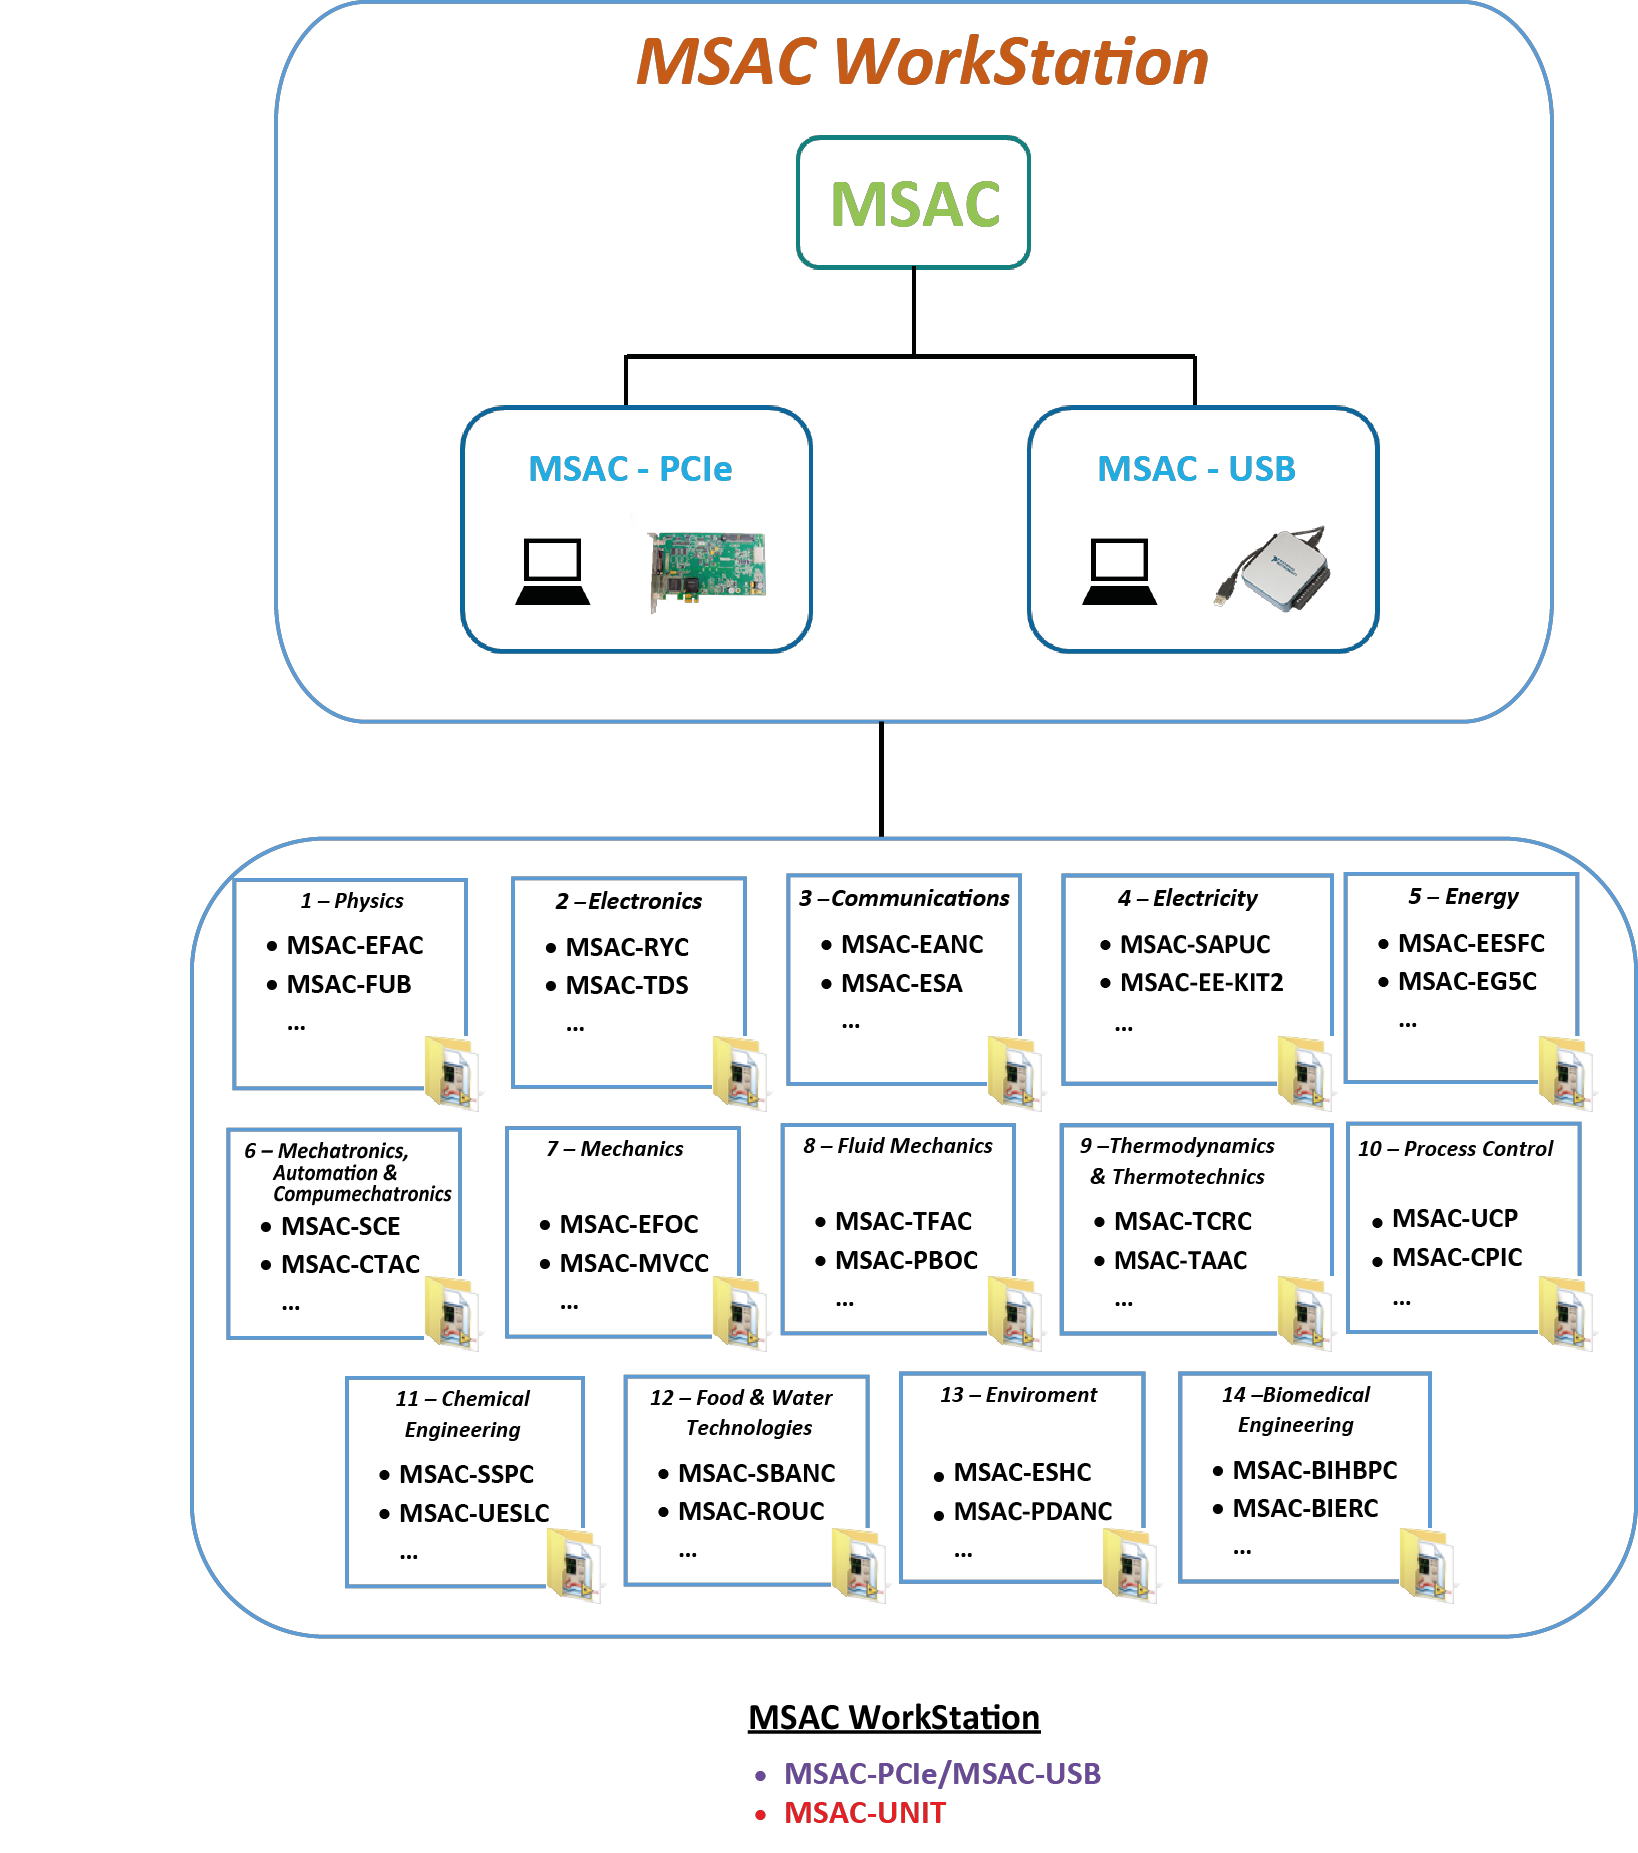 MSAC WorkStation
MSAC
MSAC - PCIe
MSAC - USB
1 – Physics
• MSAC-EFAC
• MSAC-FUB
...
2 –Electronics
• MSAC-RYC
• MSAC-TDS
...
3 –Communications
• MSAC-EANC
• MSAC-ESA
...
4 – Electricity
• MSAC-SAPUC
• MSAC-EE-KIT2
...
5 – Energy
• MSAC-EESFC
• MSAC-EG5C
...
6 – Mechatronics,
Automation &
Compumechatronics
• MSAC-SCE
• MSAC-CTAC
...
7 – Mechanics
• MSAC-EFOC
• MSAC-MVCC
...
8 – Fluid Mechanics
• MSAC-TFAC
• MSAC-PBOC
...
9 –Thermodynamics
& Thermotechnics
• MSAC-TCRC
• MSAC-TAAC
...
10 – Process Control
• MSAC-UCP
• MSAC-CPIC
...
11 – Chemical
Engineering
• MSAC-SSPC
• MSAC-UESLC
...
12 – Food & Water
Technologies
• MSAC-SBANC
• MSAC-ROUC
...
13 – Enviroment
• MSAC-ESHC
• MSAC-PDANC
...
14 –Biomedical
Engineering
• MSAC-BIHBPC
• MSAC-BIERC
...
MSAC WorkStation
• MSAC-PCIe/MSAC-USB
• MSAC-UNIT